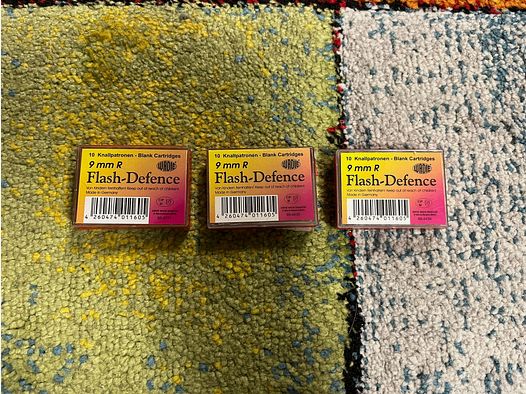 10 Knallpatronen - Blank Cartridges
9 mm R
WADIE
Flash-Defence
Von Kindern fernhalten! Keep out of reach of children!
Made in Germany
4 260474 011605
10 Knallpatronen - Blank Cartridges
9 mm R
WADIE
Flash-Defence
Von Kindern fernhalten! Keep out of reach of children!
Made in Germany
4 260474 011605
10 Knallpatronen - Blank Cartridges
9 mm R
WADIE
Flash-Defence
Von Kindern fernhalten! Keep out of reach of children!
Made in Germany
4 260474 011605